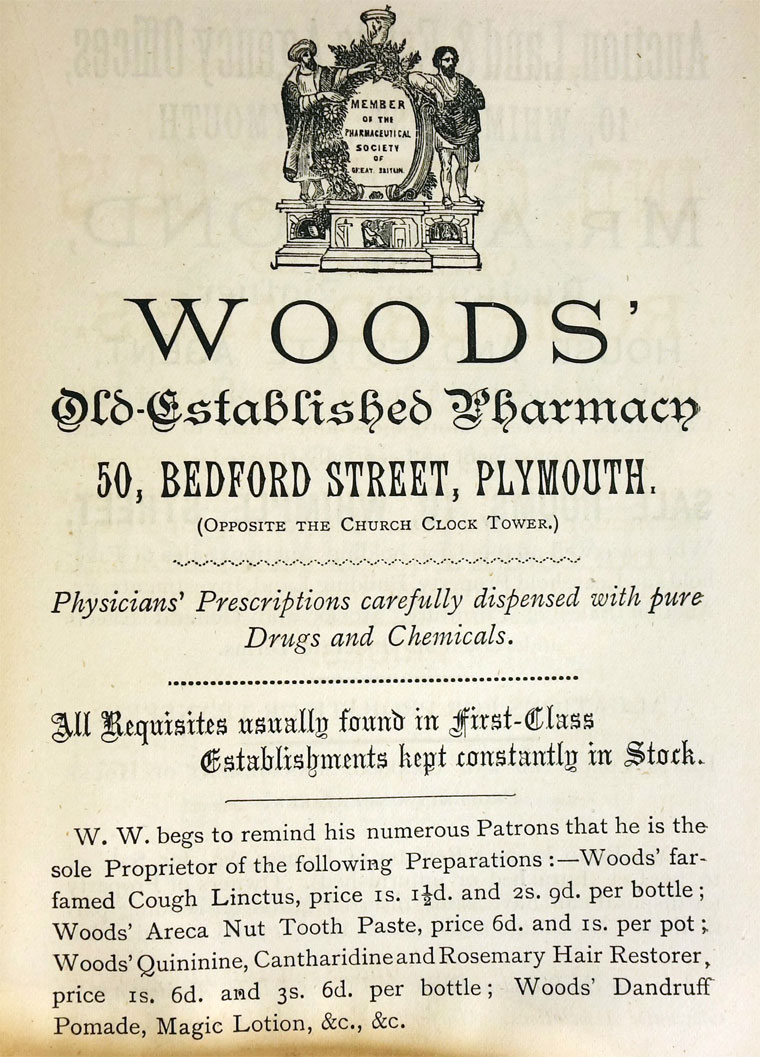 MEMBER
OF THE
PHARMACEUTICAL
SOCIETY
OF
GREAT BRITAIN.
WOODS'
Old-Established Pharmacy
50, BEDFORD STREET, PLYMOUTH.
(OPPOSITE THE CHURCH CLOCK TOWER.)
Physicians' Prescriptions carefully dispensed with pure
Drugs and Chemicals.
All Requisites usually found in First-Class
Establishments kept constantly in Stock.
W. W. begs to remind his numerous Patrons that he is the
sole Proprietor of the following Preparations :—Woods' far-
famed Cough Linctus, price 1s. 1½d. and 2s. 9d. per bottle ;
Woods' Areca Nut Tooth Paste, price 6d. and 1s. per pot ;
Woods' Quininine, Cantharidine and Rosemary Hair Restorer,
price 1s. 6d. and 3s. 6d. per bottle ; Woods' Dandruff
Pomade, Magic Lotion, &c., &c.